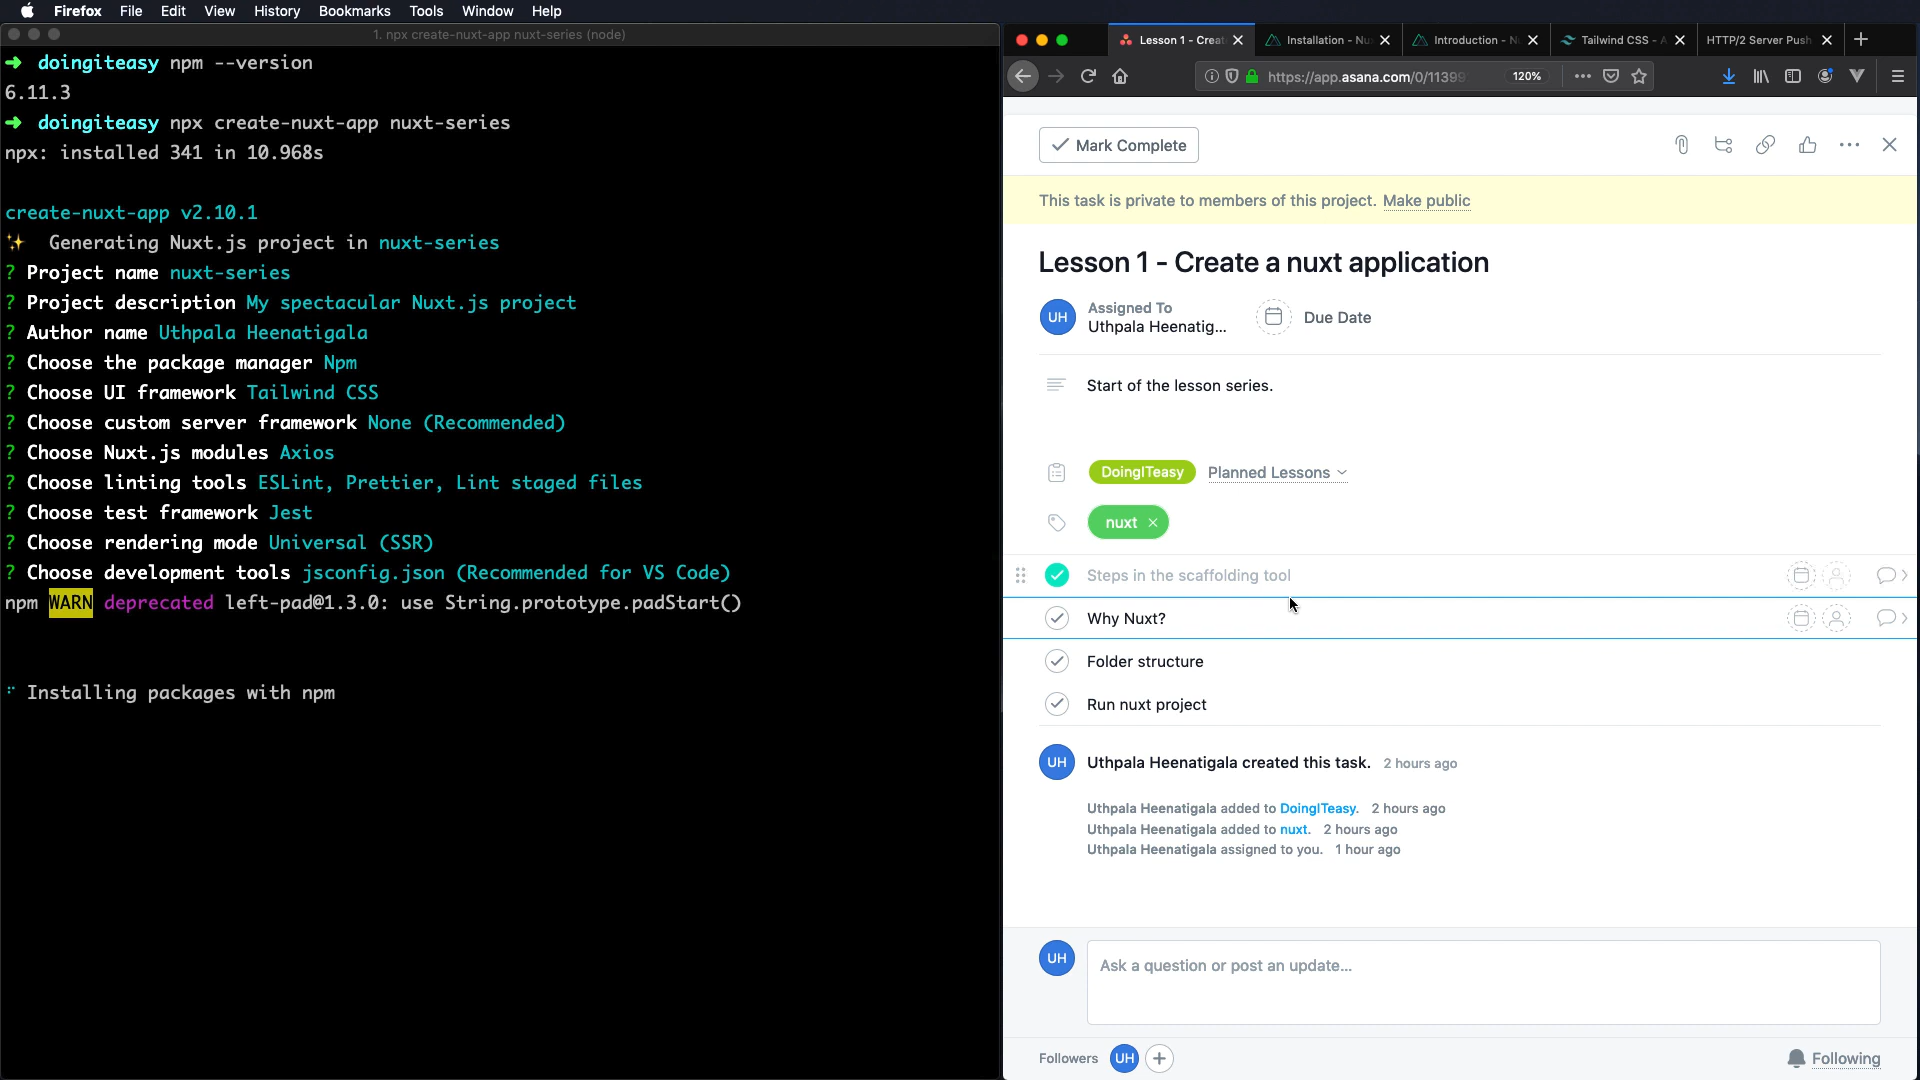 Firefox File Edit View History Bookmarks Tools Window Help
1. npx create-nuxt-app nuxt-series (node)
➜ doingiteasy npm --version
6.11.3
➜ doingiteasy npx create-nuxt-app nuxt-series
npx: installed 341 in 10.968s
create-nuxt-app v2.10.1
✨ Generating Nuxt.js project in nuxt-series
? Project name nuxt-series
? Project description My spectacular Nuxt.js project
? Author name Uthpala Heenatigala
? Choose the package manager Npm
? Choose UI framework Tailwind CSS
? Choose custom server framework None (Recommended)
? Choose Nuxt.js modules Axios
? Choose linting tools ESLint, Prettier, Lint staged files
? Choose test framework Jest
? Choose rendering mode Universal (SSR)
? Choose development tools jsconfig.json (Recommended for VS Code)
npm WARN deprecated left-pad@1.3.0: use String.prototype.padStart()
Installing packages with npm
Lesson 1 - Creat Installation - Nu Introduction - N Tailwind CSS - A HTTP/2 Server Push
https://app.asana.com/0/11399 120%
Mark Complete
This task is private to members of this project. Make public
Lesson 1 - Create a nuxt application
UH
Assigned To
Uthpala Heenatig...
Due Date
Start of the lesson series.
DoingITeasy Planned Lessons
nuxt ×
Steps in the scaffolding tool
Why Nuxt?
Folder structure
Run nuxt project
UH Uthpala Heenatigala created this task. 2 hours ago
Uthpala Heenatigala added to DoingITeasy. 2 hours ago
Uthpala Heenatigala added to nuxt. 2 hours ago
Uthpala Heenatigala assigned to you. 1 hour ago
UH Ask a question or post an update...
Followers UH + Following